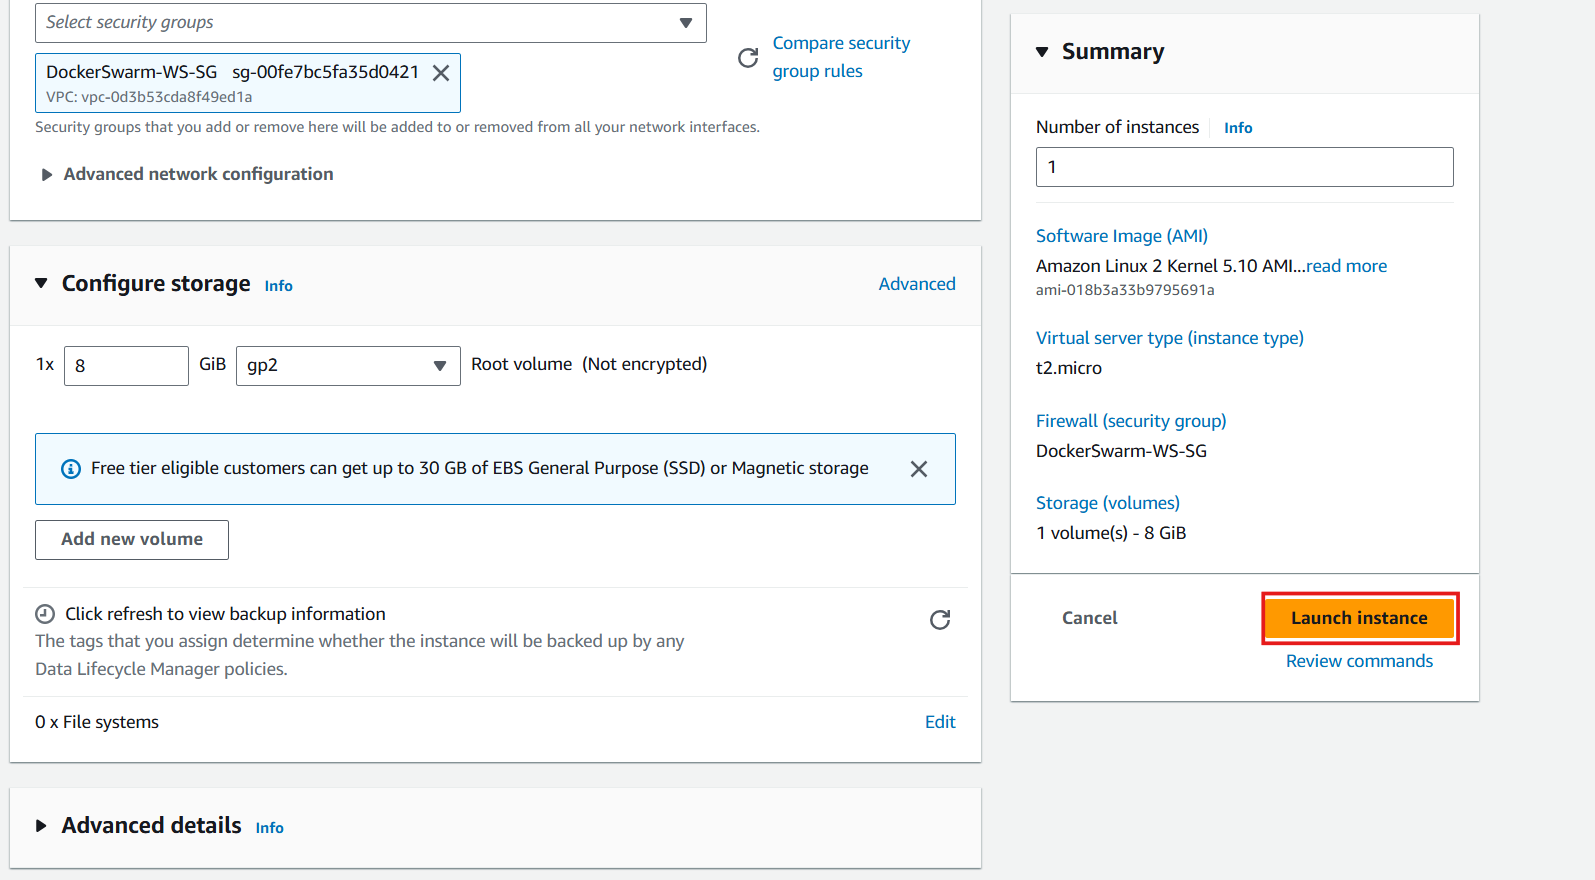 Select security groups
DockerSwarm-WS-SG sg-00fe7bc5fa35d0421
VPC: vpc-0d3b53cda8f49ed1a
Compare security
group rules
Security groups that you add or remove here will be added to or removed from all your network interfaces.
Advanced network configuration
Configure storage Info
Advanced
1x 8 GiB gp2 Root volume (Not encrypted)
Free tier eligible customers can get up to 30 GB of EBS General Purpose (SSD) or Magnetic storage
Add new volume
Click refresh to view backup information
The tags that you assign determine whether the instance will be backed up by any
Data Lifecycle Manager policies.
0 x File systems
Edit
Advanced details Info
Summary
Number of instances Info
1
Software Image (AMI)
Amazon Linux 2 Kernel 5.10 AMI...read more
ami-018b3a33b9795691a
Virtual server type (instance type)
t2.micro
Firewall (security group)
DockerSwarm-WS-SG
Storage (volumes)
1 volume(s) - 8 GiB
Cancel
Launch instance
Review commands